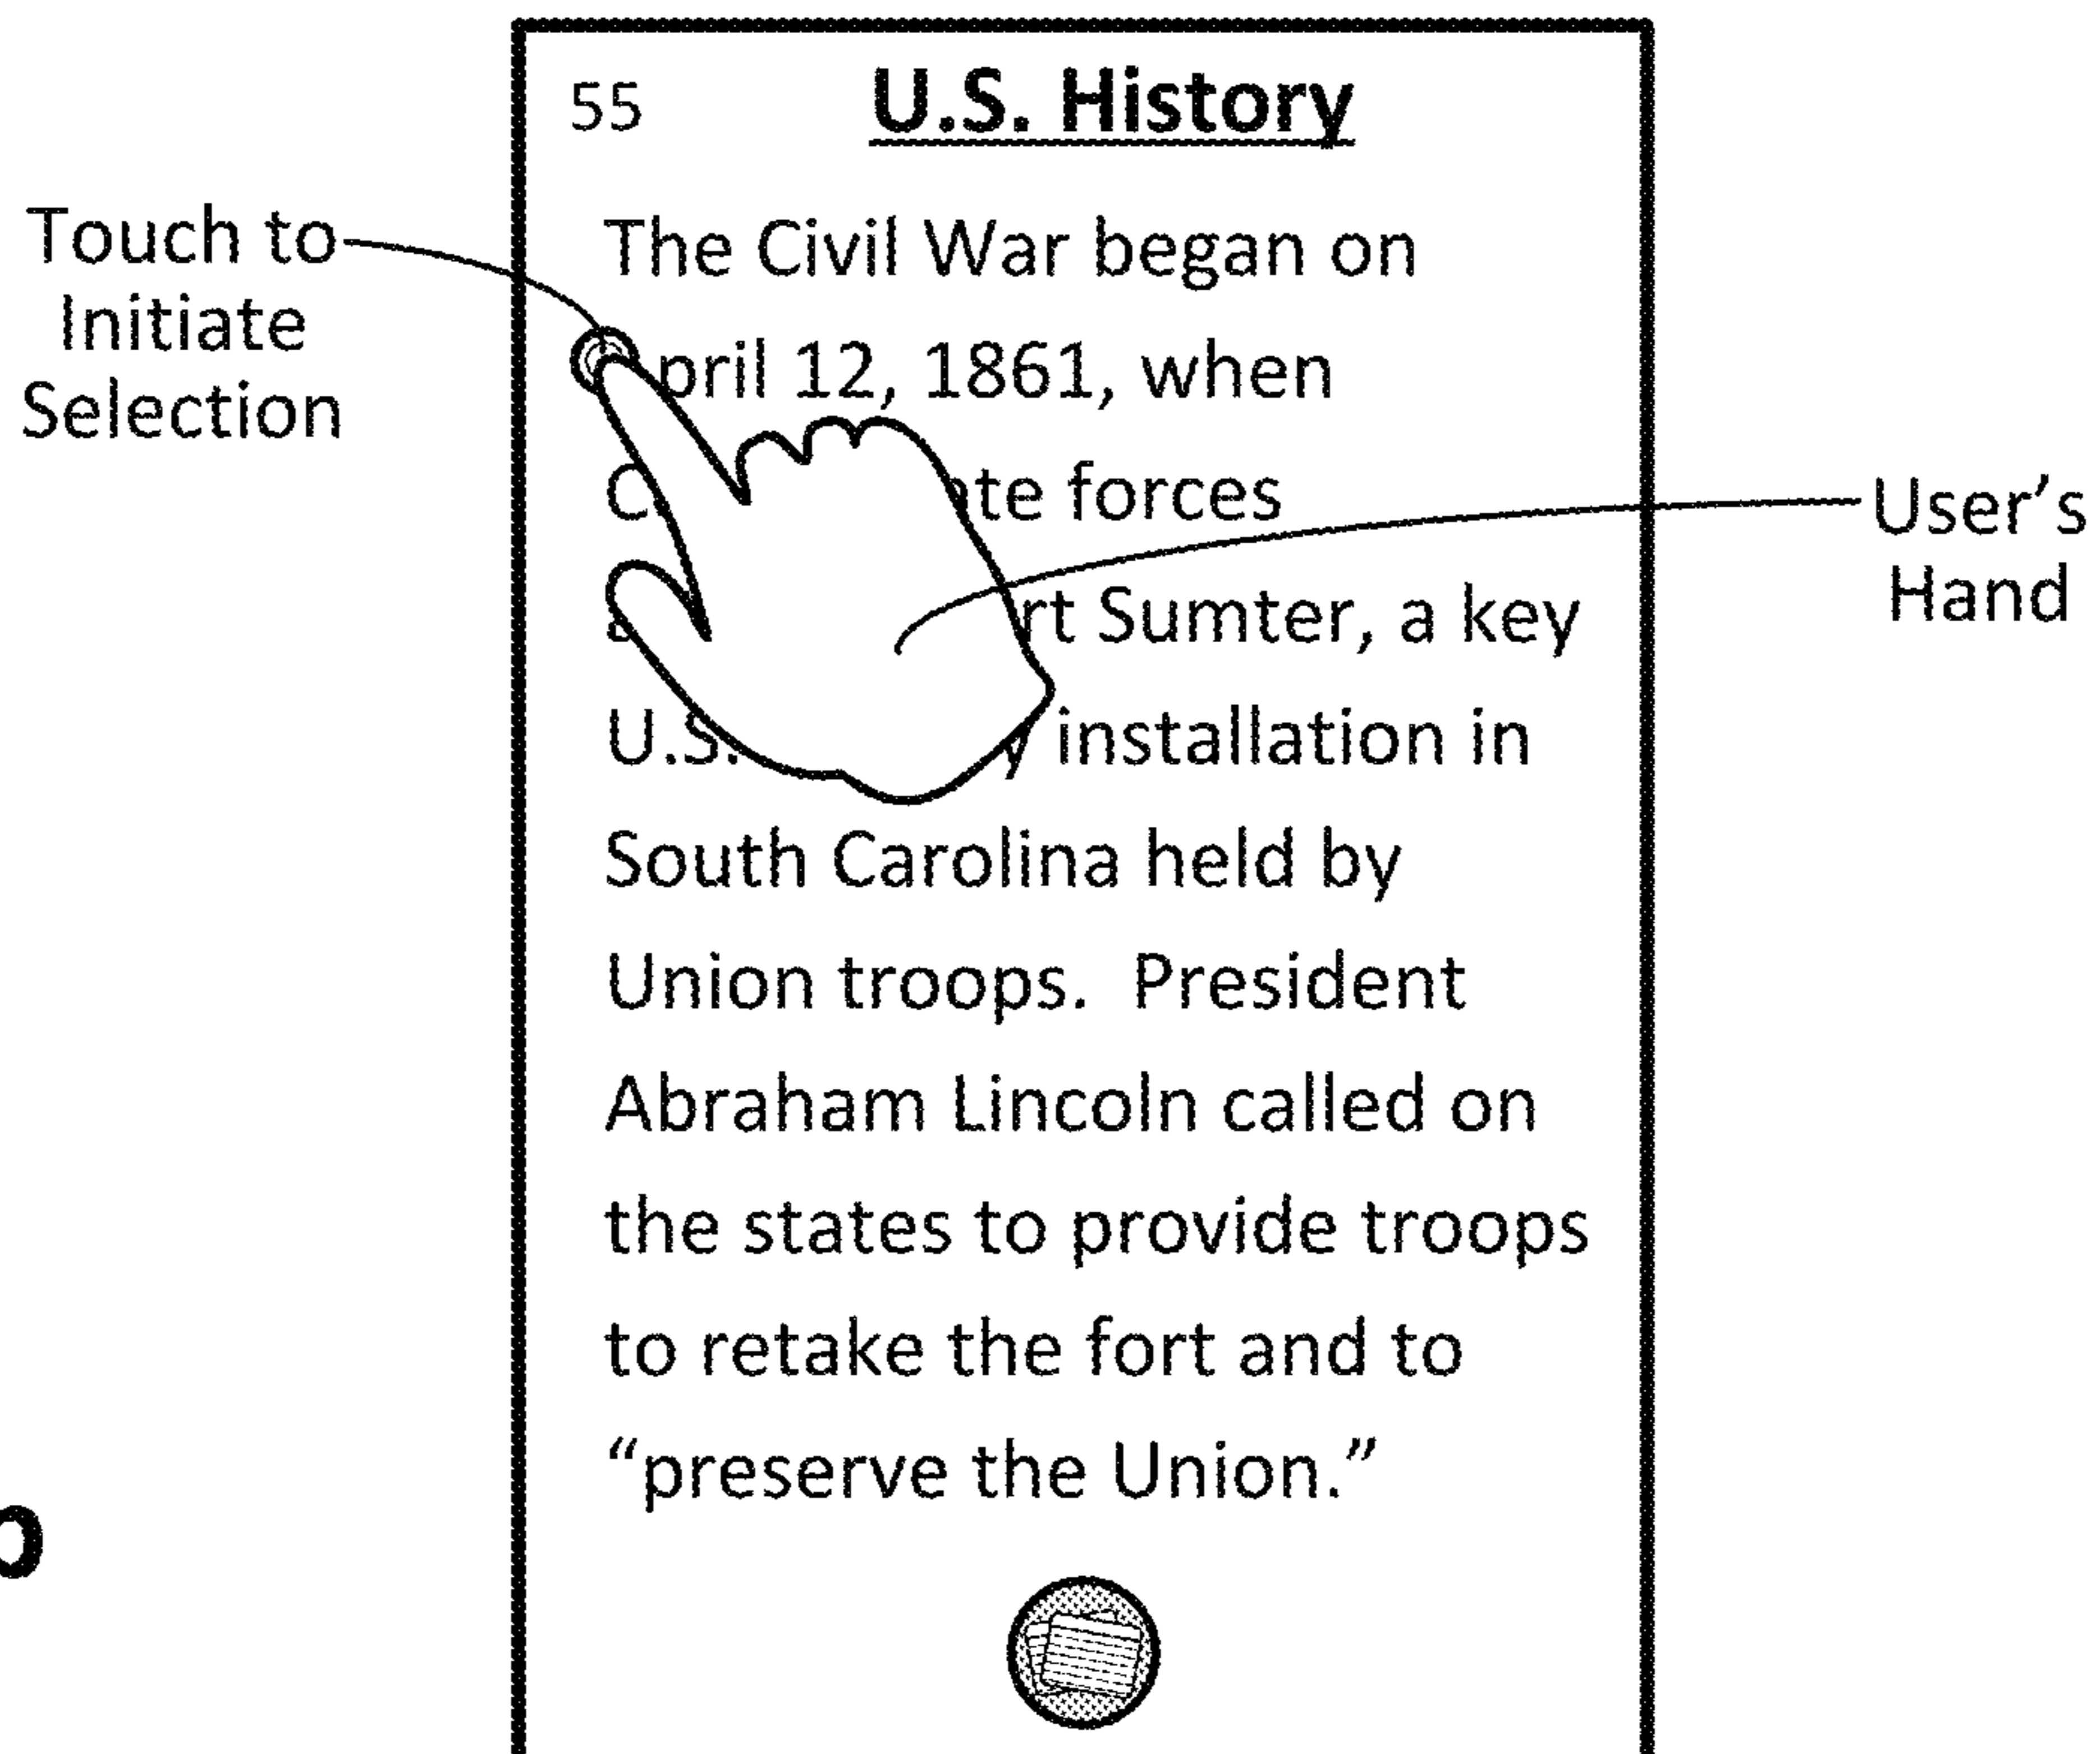 55 U.S. History
Touch to
Initiate
Selection
The Civil War began on
pril 12, 1861, when
te forces
User's
Hand
rt Sumter, a key
U.S. y installation in
South Carolina held by
Union troops. President
Abraham Lincoln called on
the states to provide troops
to retake the fort and to
“preserve the Union.”